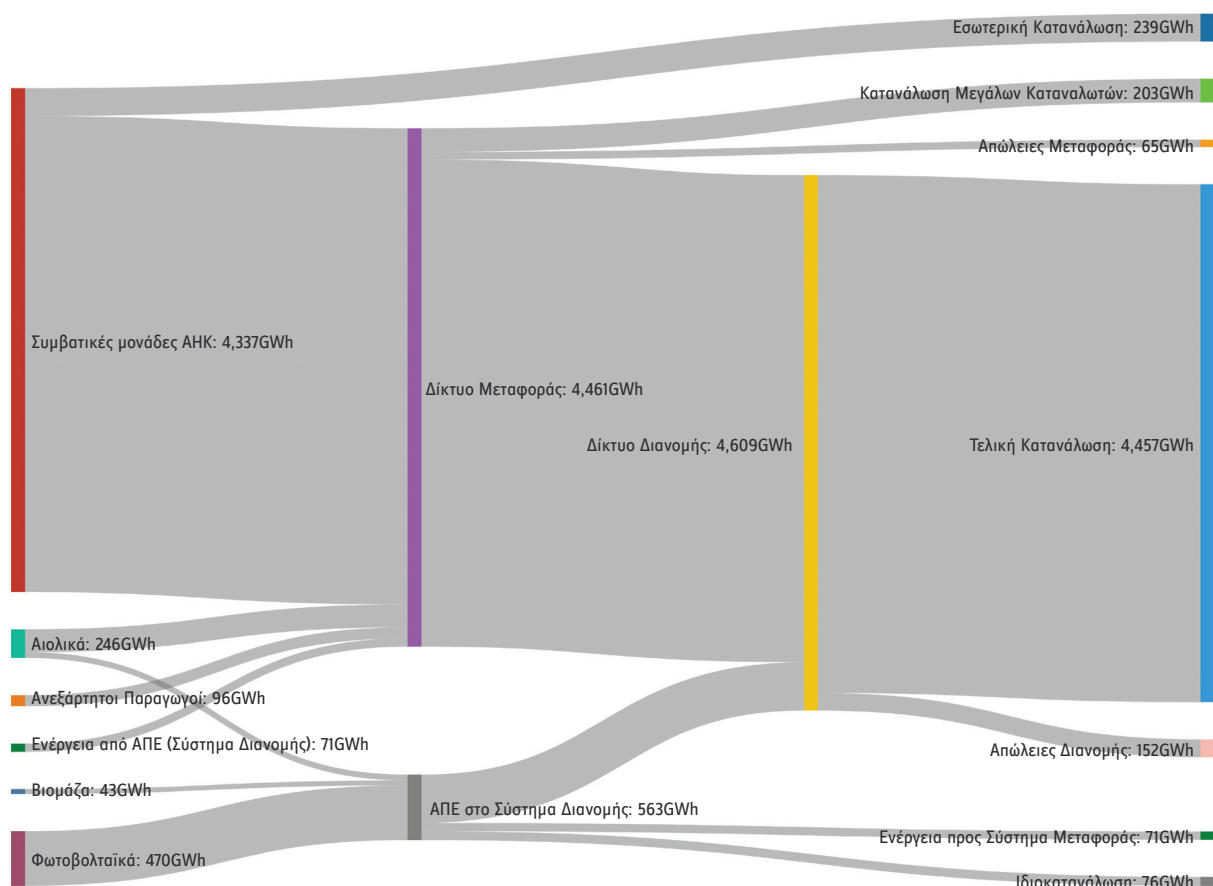 Εσωτερική Κατανάλωση: 239GWh
Κατανάλωση Μεγάλων Καταναλωτών: 203GWh
Απώλειες Μεταφοράς: 65GWh
Συμβατικές μονάδες ΑΗΚ: 4,337GWh
Δίκτυο Μεταφοράς: 4,461GWh
Δίκτυο Διανομής: 4,609GWh
Τελική Κατανάλωση: 4,457GWh
Αιολικά: 246GWh
Ανεξάρτητοι Παραγωγοί: 96GWh
Ενέργεια από ΑΠΕ (Σύστημα Διανομής): 71GWh
Απώλειες Διανομής: 152GWh
Βιομάζα: 43GWh
ΑΠΕ στο Σύστημα Διανομής: 563GWh
Ενέργεια προς Σύστημα Μεταφοράς: 71GWh
Φωτοβολταϊκά: 470GWh
Ιδιοκατανάλωση: 76GWh